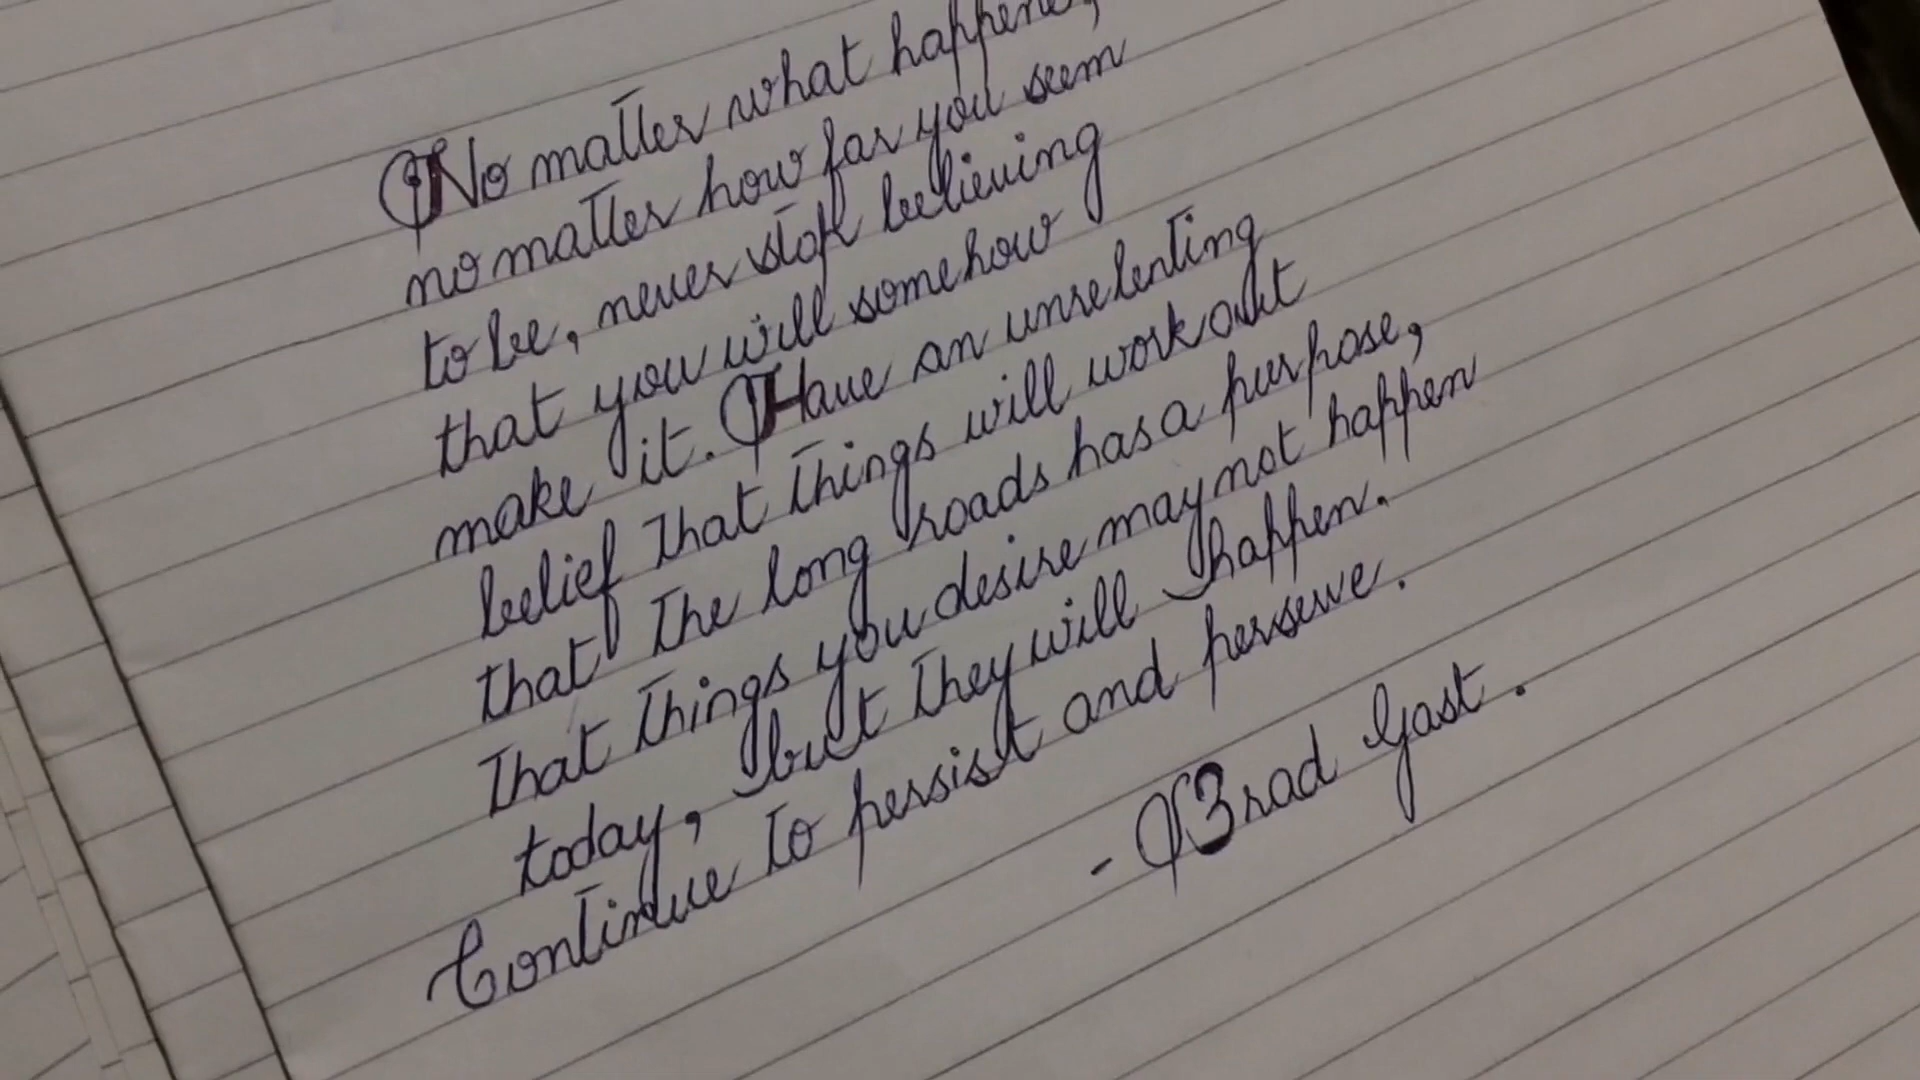 No matter what happens,
no matter how far you seem
to be, never stop believing
that you will somehow
make it. Have an unrelenting
belief that things will work out
that the long roads has a purpose,
That things you desire may not happen
today, but they will happen.
Continue to persist and perseve.
- Brad Gast.